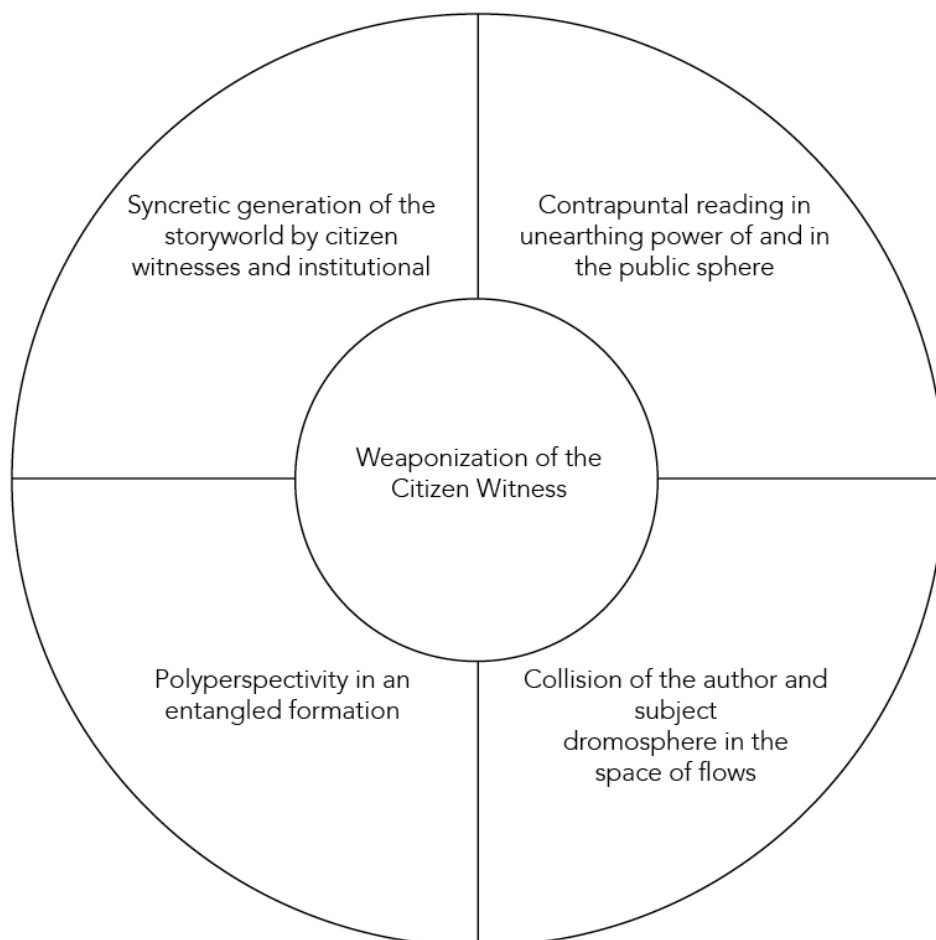 Syncretic generation of the
storyworld by citizen
witnesses and institutional
Contrapuntal reading in
unearthing power of and in
the public sphere
Weaponization of the
Citizen Witness
Polyperspectivity in an
entangled formation
Collision of the author and
subject
dromosphere in the
space of flows